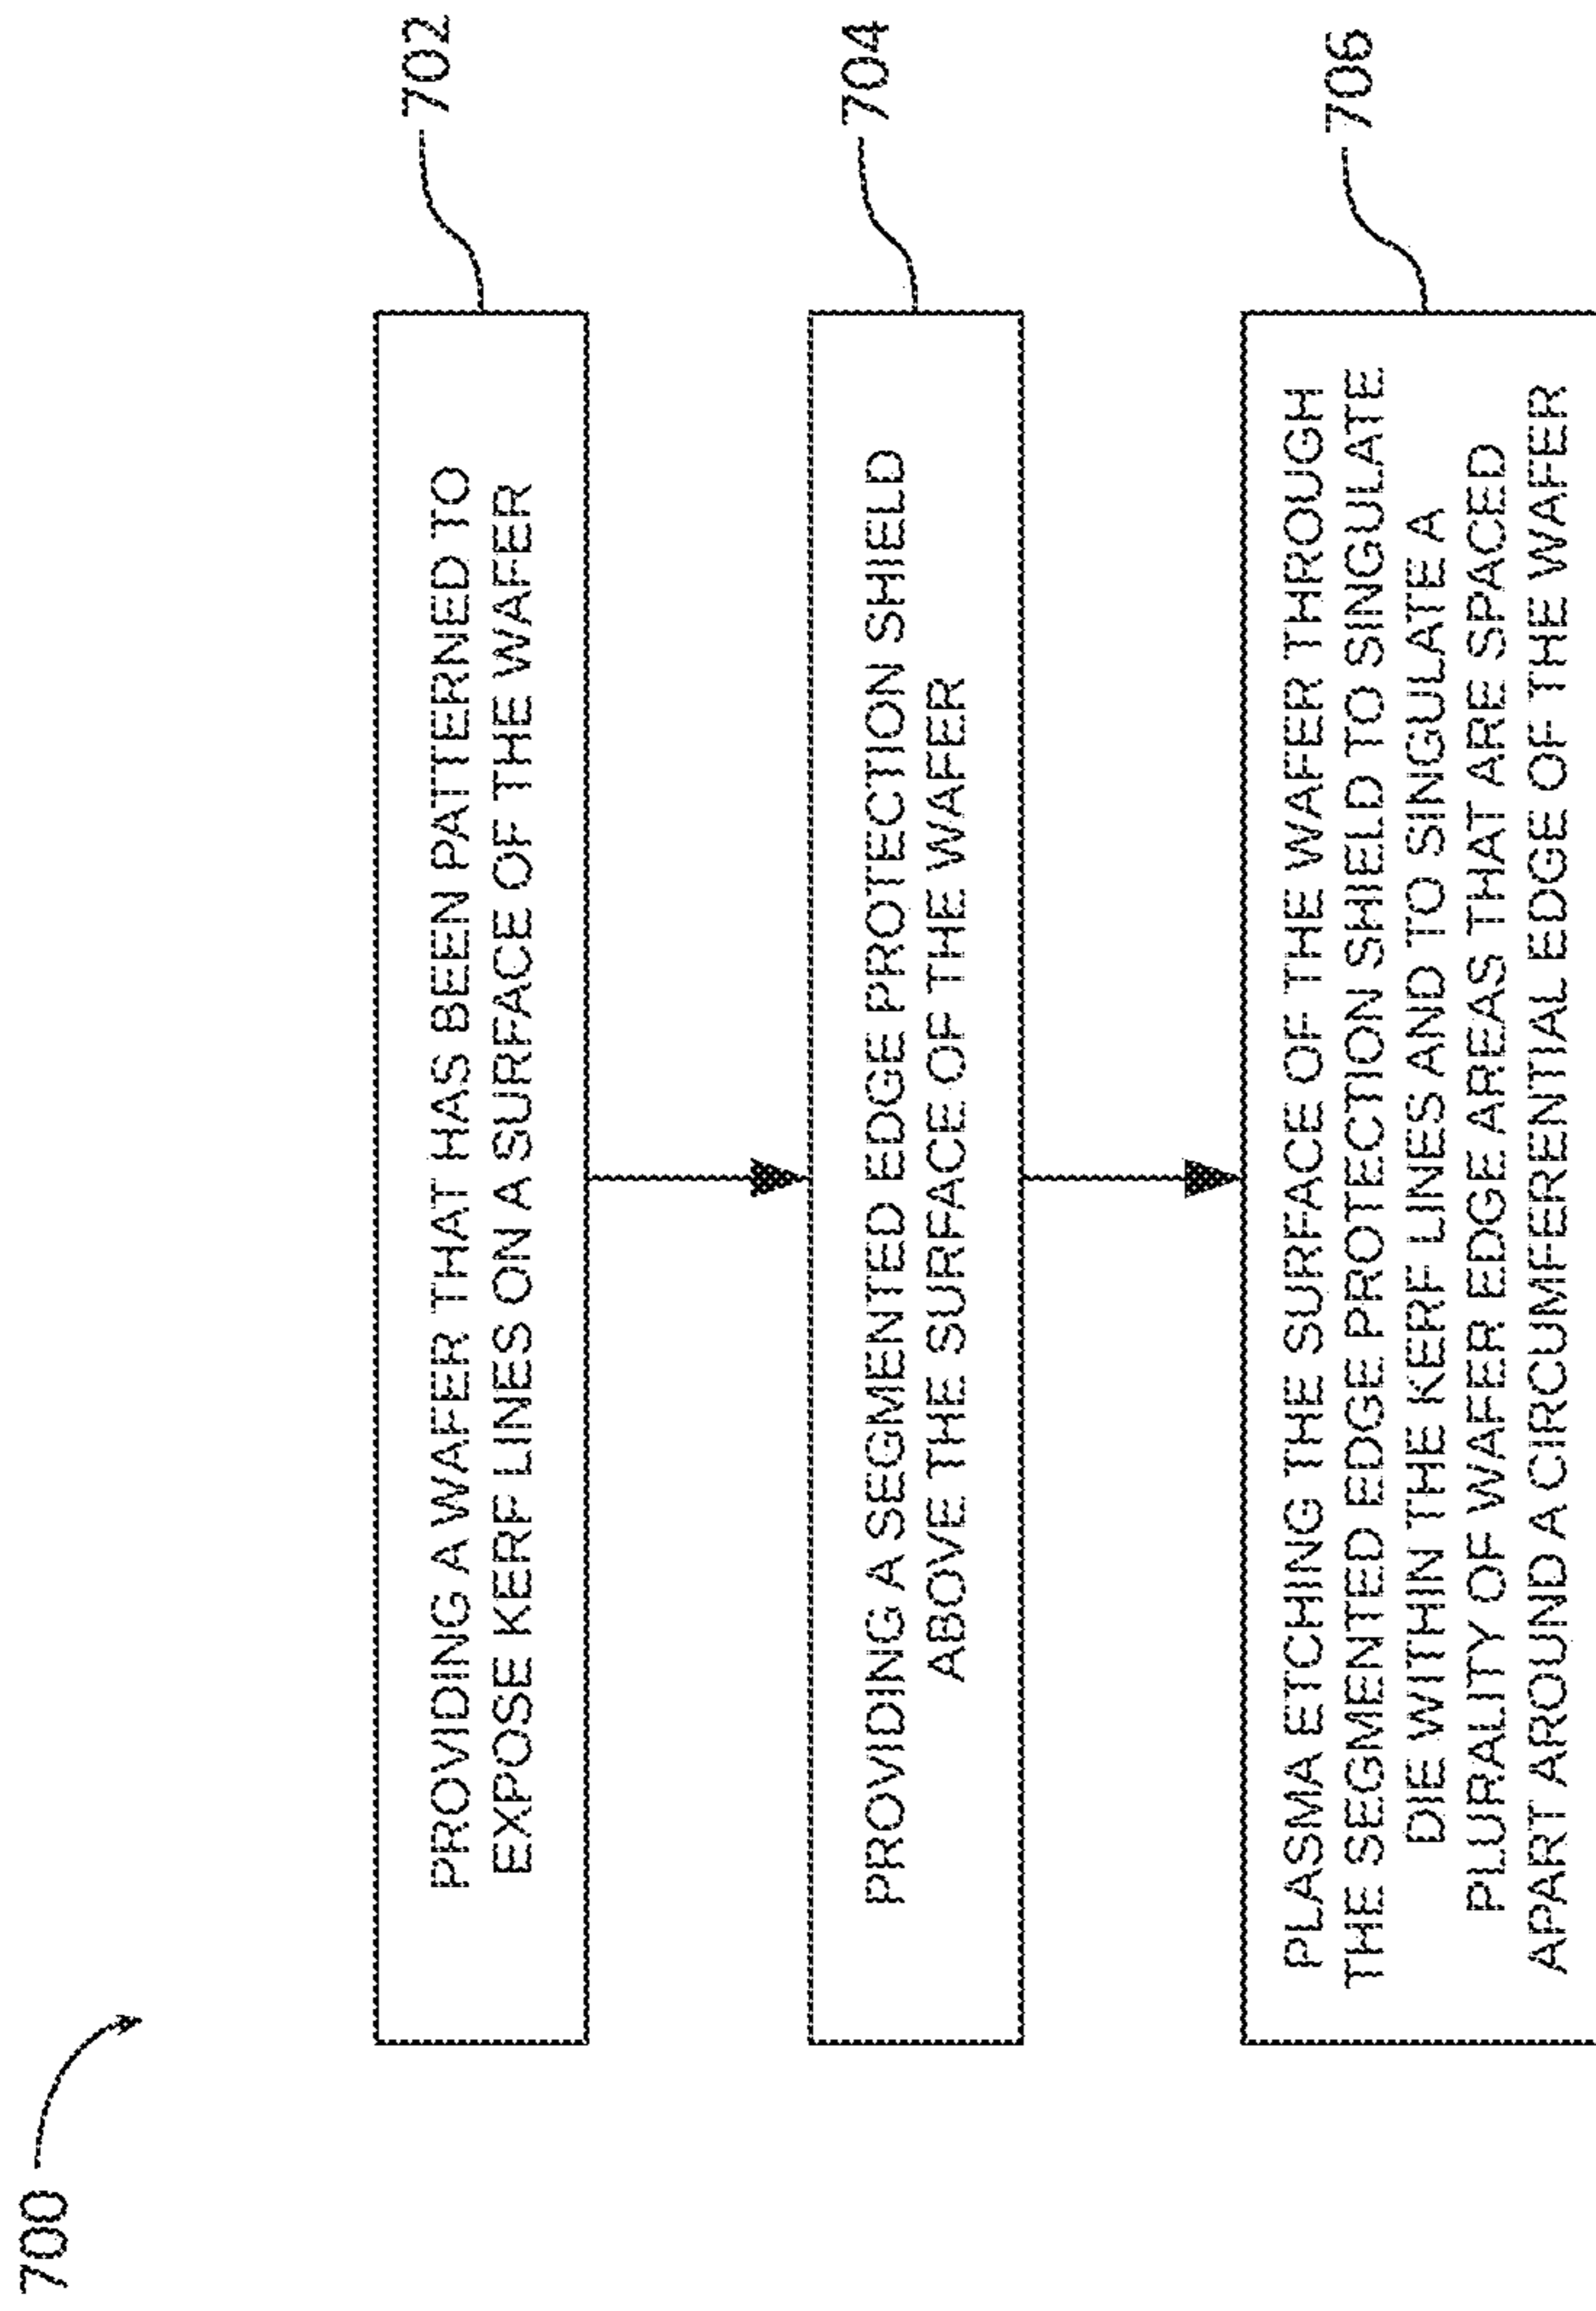 700
PROVIDING A WAFER THAT HAS BEEN PATTERNED TO
EXPOSE KERF LINES ON A SURFACE OF THE WAFER
702
PROVIDING A SEGMENTED EDGE PROTECTION SHIELD
ABOVE THE SURFACE OF THE WAFER
704
PLASMA ETCHING THE SURFACE OF THE WAFER THROUGH
THE SEGMENTED EDGE PROTECTION SHIELD TO SINGULATE
DIE WITHIN THE KERF LINES AND TO SINGULATE A
PLURALITY OF WAFER EDGE AREAS THAT ARE SPACED
APART AROUND A CIRCUMFERENTIAL EDGE OF THE WAFER
706